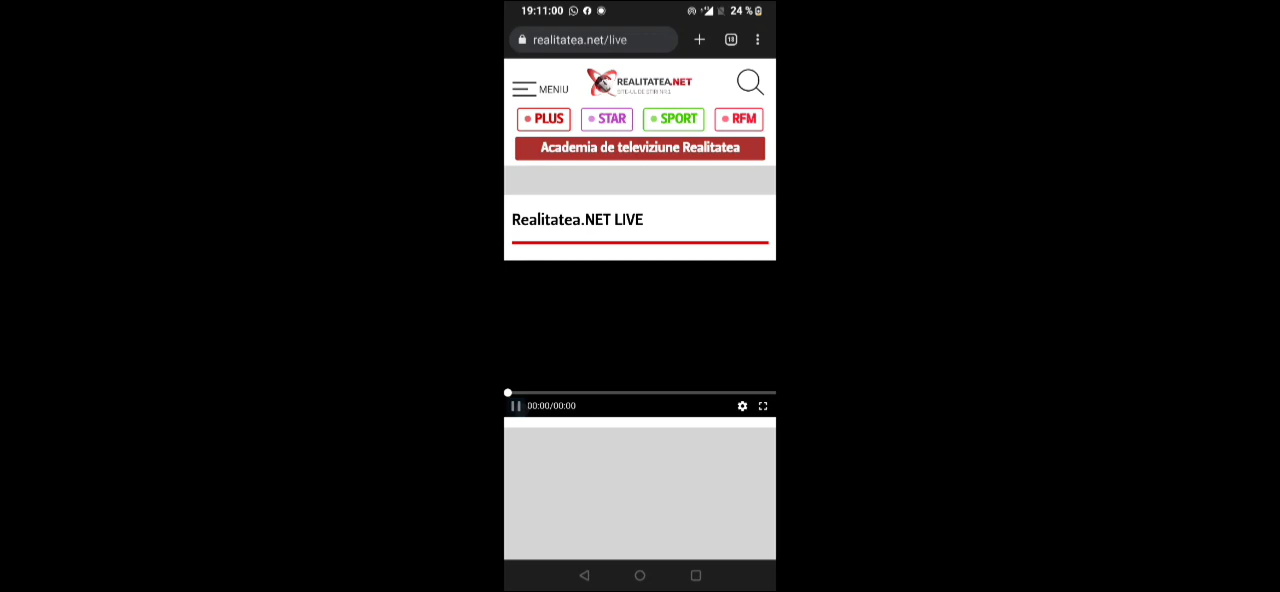 19:11:00
24 %
realitatea.net/live
18
MENIU
REALITATEA.NET
PLUS
STAR
SPORT
RFM
Academia de televiziune Realitatea
Realitatea.NET LIVE
00:00/00:00